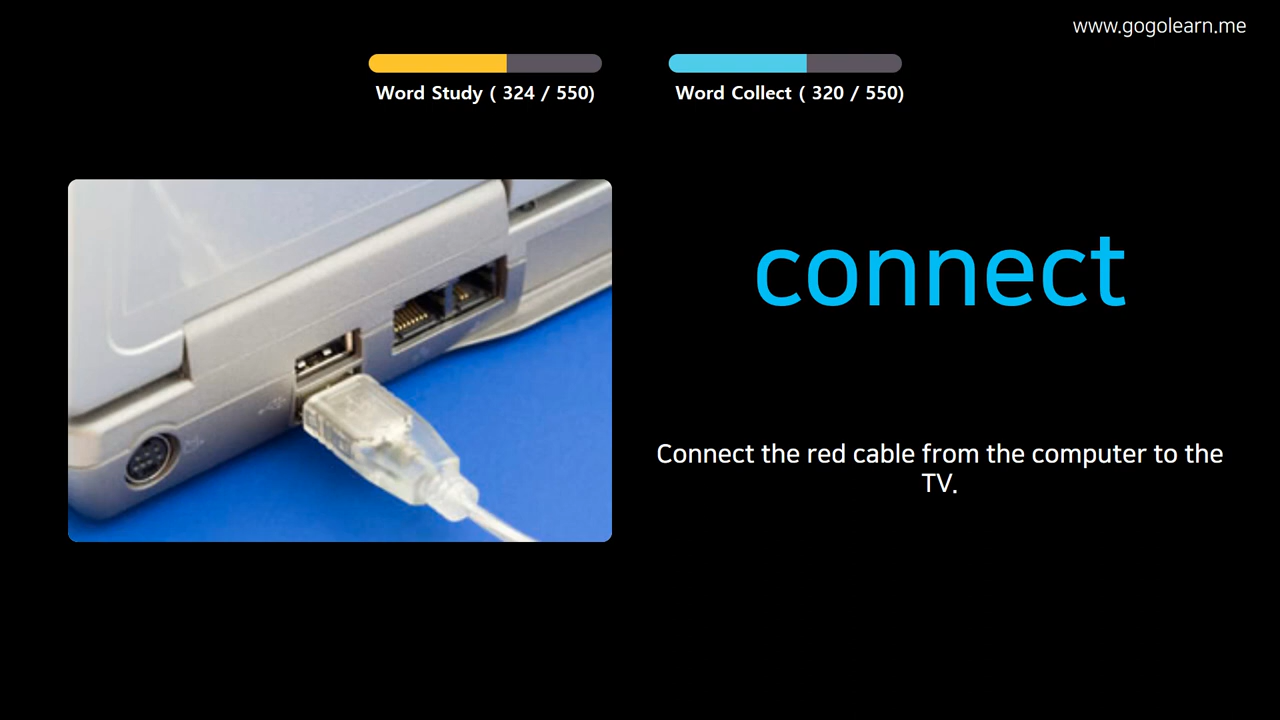 www.gogolearn.me
Word Study ( 324 / 550)
Word Collect ( 320 / 550)
connect
Connect the red cable from the computer to the
TV.